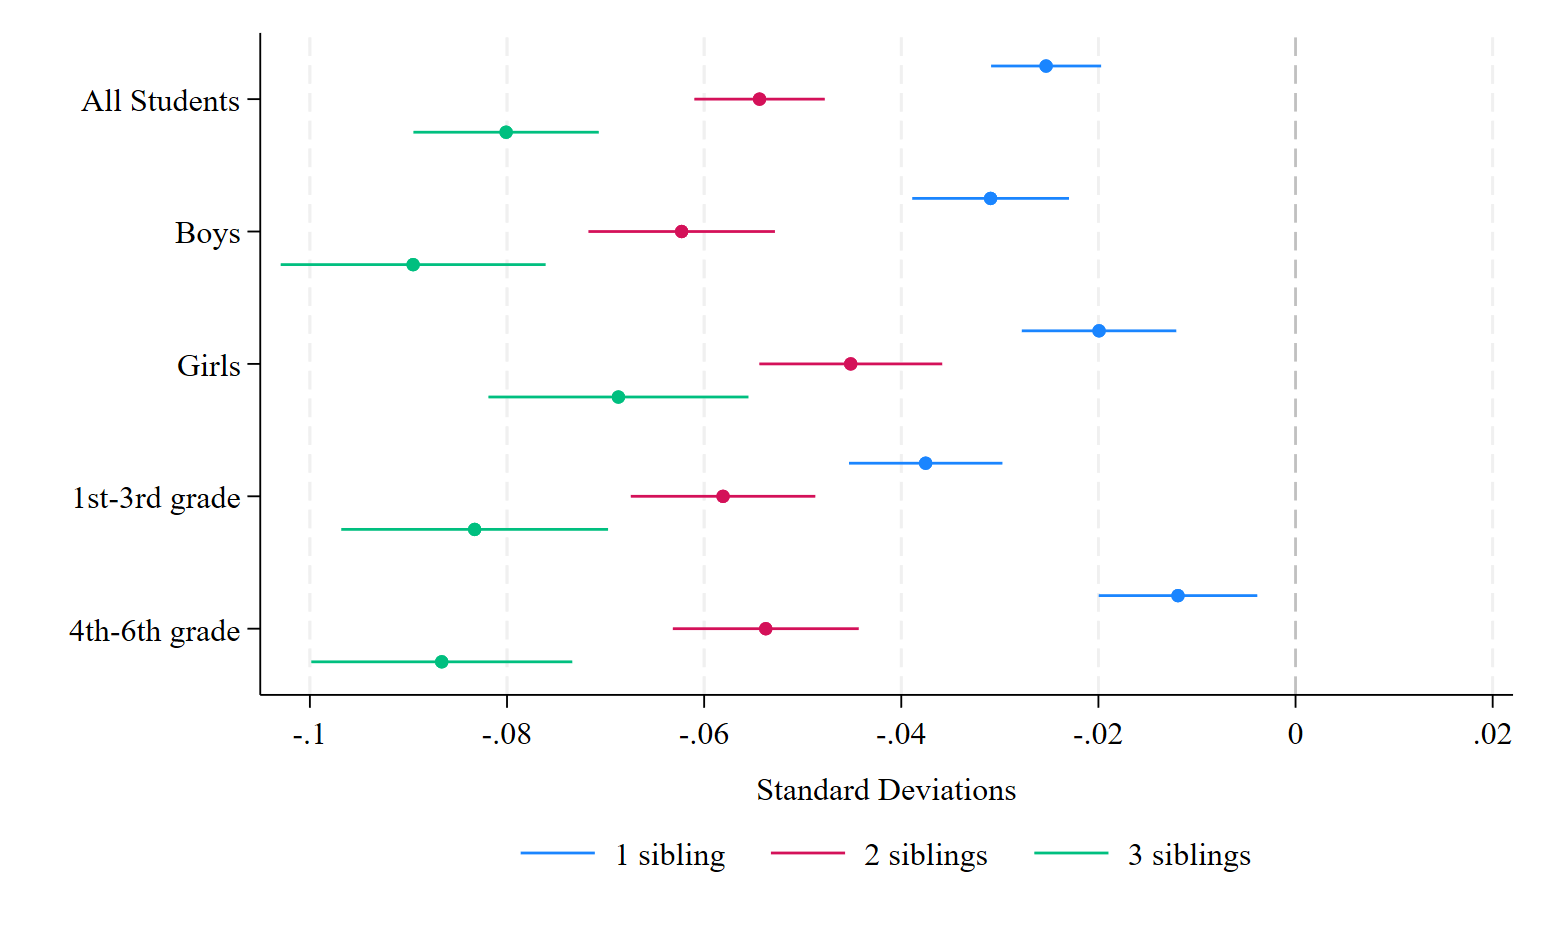 All Students
Boys
Girls
1st-3rd grade
4th-6th grade
-.1 -.08 -.06 -.04 -.02 0 .02
Standard Deviations
1 sibling 2 siblings 3 siblings